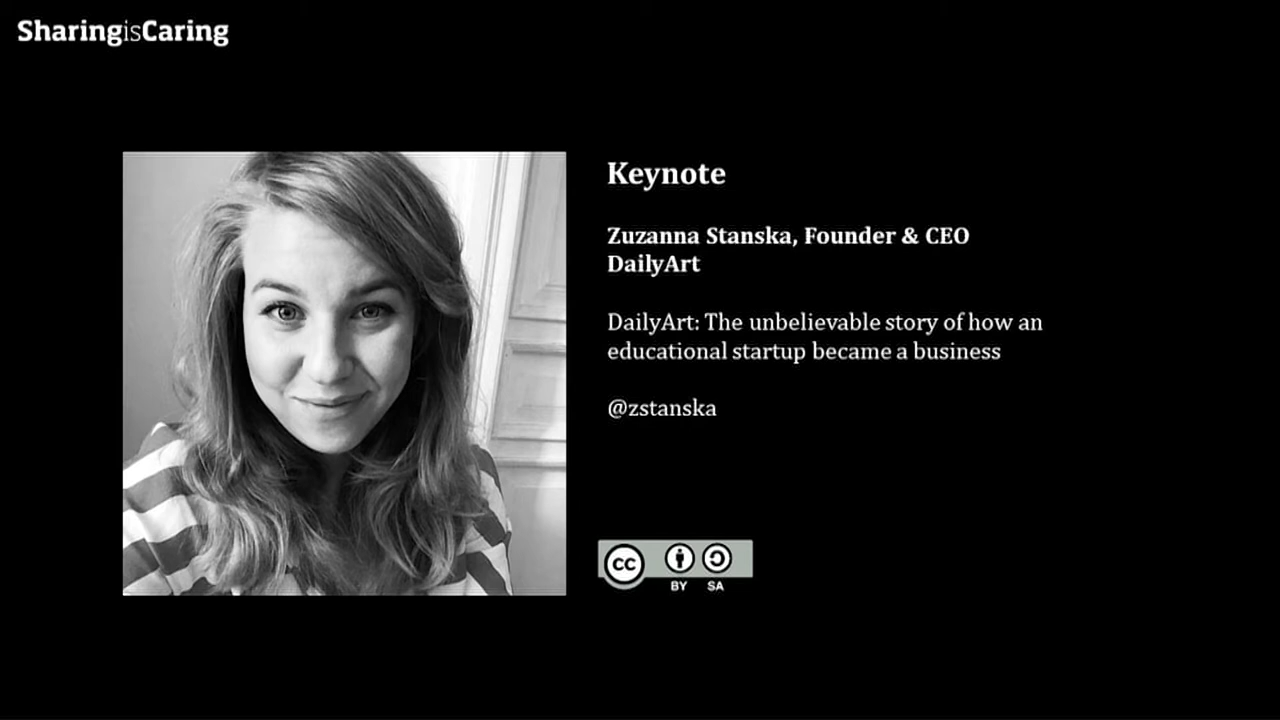 SharingisCaring
Keynote
Zuzanna Stanska, Founder & CEO
DailyArt
DailyArt: The unbelievable story of how an
educational startup became a business
@zstanska
CC
BY SA